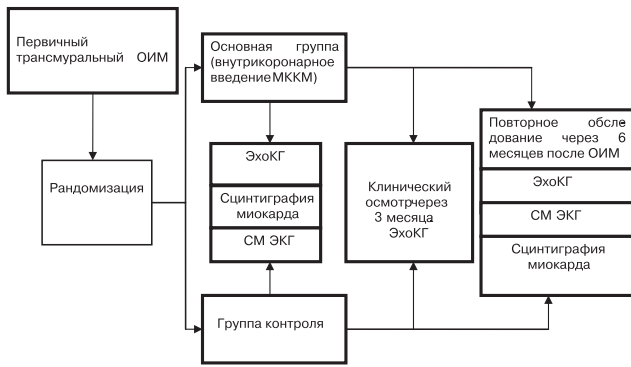 Первичный
трансмуральный ОИМ
Основная группа
(внутрикоронарное
введение МККМ)
Рандомизация
ЭхоКГ
Сцинтиграфия
миокарда
СМ ЭКГ
Группа контроля
Клинический
осмотрчерез
3 месяца
ЭхоКГ
Повторное обсле-
дование через 6
месяцев после ОИМ
ЭхоКГ
СМ ЭКГ
Сцинтиграфия
миокарда